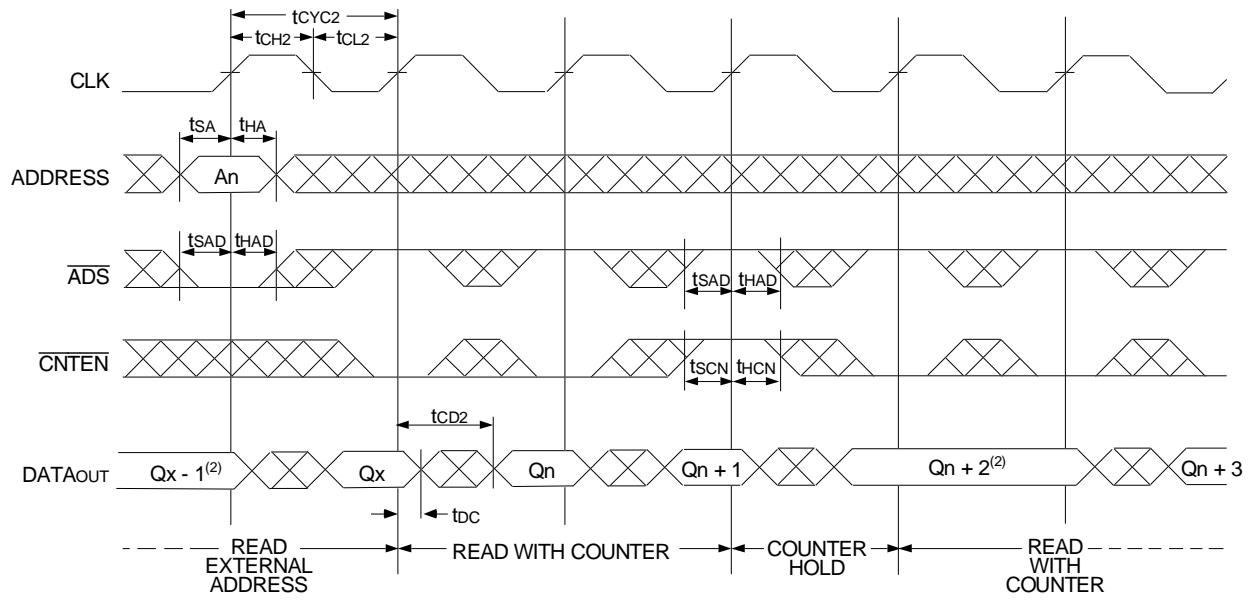 tCYC2
tCH2 tCL2
CLK
tSA tHA
ADDRESS An
tSAD tHAD
ADS
tSAD tHAD
CNTEN
tSCN tHCN
tCD2
DATAOUT Qx - 1(2) Qx Qn Qn + 1 Qn + 2(2) Qn + 3
tDC
READ EXTERNAL ADDRESS
READ WITH COUNTER
COUNTER HOLD
READ WITH COUNTER